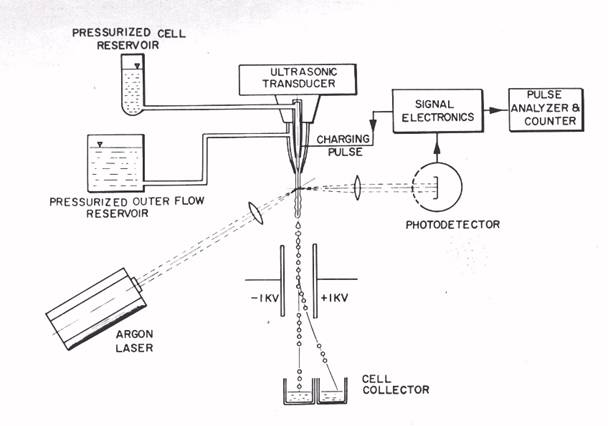 PRESSURIZED CELL
RESERVOIR
ULTRASONIC
TRANSDUCER
SIGNAL
ELECTRONICS
PULSE
ANALYZER &
COUNTER
CHARGING
PULSE
PRESSURIZED OUTER FLOW
RESERVOIR
PHOTODETECTOR
-1KV
+1KV
ARGON
LASER
CELL
COLLECTOR